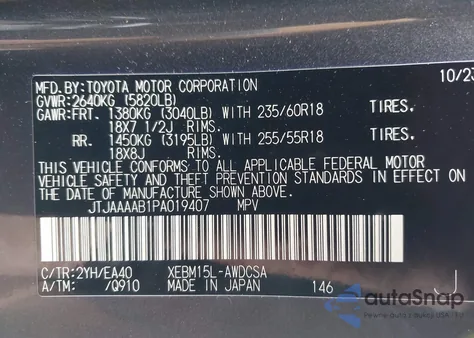 MFD.BY:TOYOTA MOTOR CORPORATION 10/23
GVWR:2640KG (5820LB)
GAWR:FRT. 1380KG (3040LB) WITH 235/60R18 TIRES.
18X7 1/2J RIMS.
RR. 1450KG (3195LB) WITH 255/55R18 TIRES.
18X8J RIMS.
THIS VEHICLE CONFORMS TO ALL APPLICABLE FEDERAL MOTOR
VEHICLE SAFETY AND THEFT PREVENTION STANDARDS IN EFFECT ON
THE DATE OF MANUFACTURE SHOWN ABOVE.
JTJAAAAB1PA019407 MPV
C/TR:2YH/EA40 XEBM15L-AWDCSA
A/TM: /Q910 MADE IN JAPAN 146
autoSnap